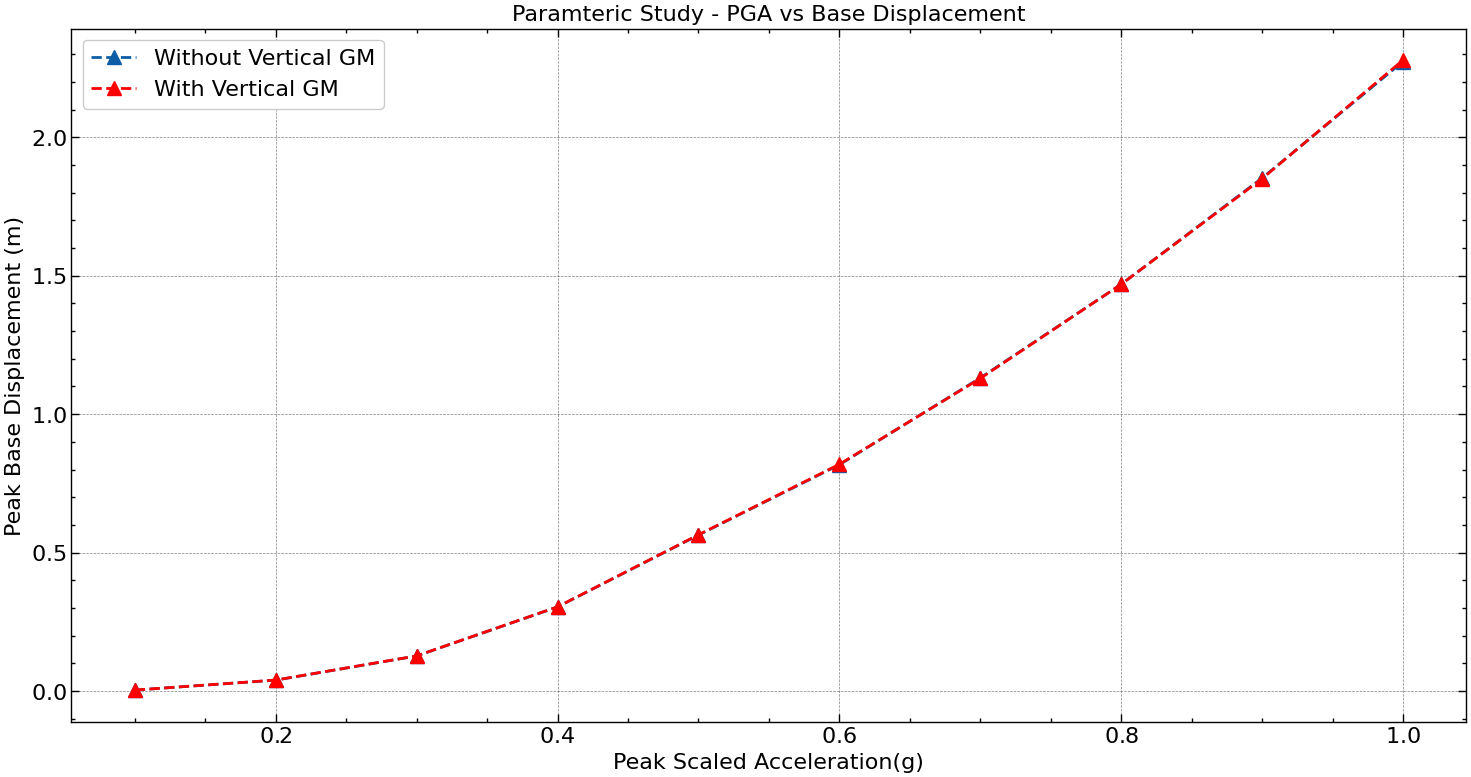 Paramteric Study - PGA vs Base Displacement
Without Vertical GM
With Vertical GM
Peak Base Displacement (m)
2.0
1.5
1.0
0.5
0.0
0.2
0.4
0.6
0.8
1.0
Peak Scaled Acceleration(g)